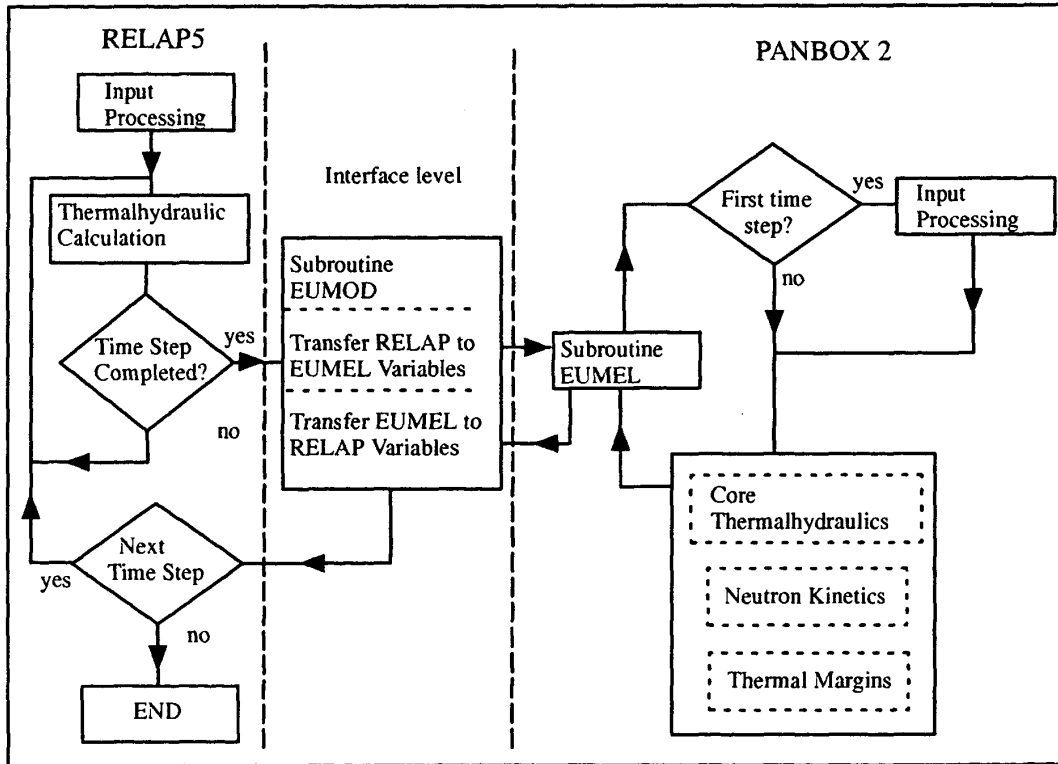 RELAP5
Input
Processing
Thermalhydraulic
Calculation
Time Step
Completed?
yes
no
Next
Time Step
yes
no
END
Interface level
Subroutine
EUMOD
Transfer RELAP to
EUMEL Variables
Transfer EUMEL to
RELAP Variables
PANBOX 2
First time
step?
yes
Input
Processing
no
Subroutine
EUMEL
Core
Thermalhydraulics
Neutron Kinetics
Thermal Margins